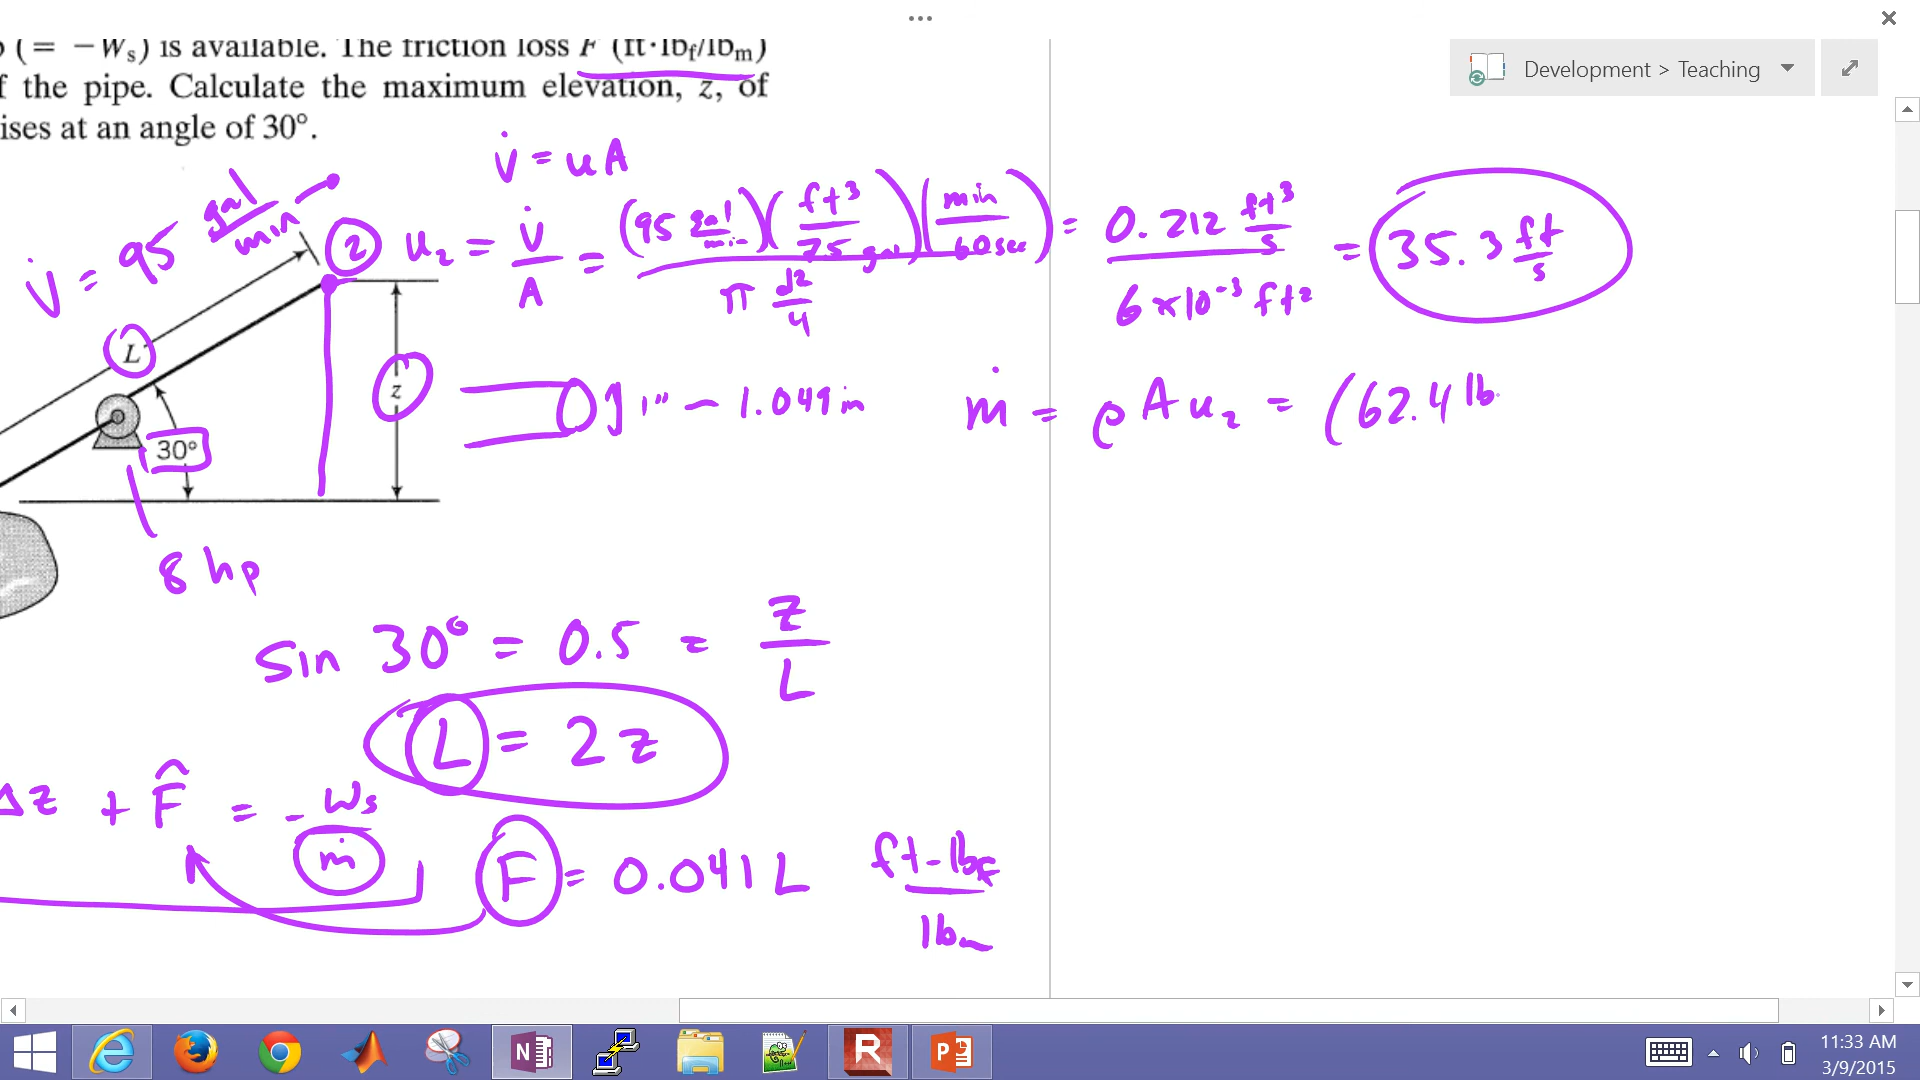 (= −Ws) is available. The friction loss F (ft·lbf/lbm)
f the pipe. Calculate the maximum elevation, z, of
ises at an angle of 30°.
Development > Teaching
V̇ = uA
V̇ = 95 gal/min
2
u₂ = V̇/A = (95 gal/min)(ft³/7.5 gal)(min/60 sec) / π d²/4 = 0.212 ft³/s / 6×10⁻³ ft² = 35.3 ft/s
L
z
30°
1" – 1.049 in
ṁ = ρ A u₂ = (62.4 lb
8 hp
sin 30° = 0.5 = z/L
L = 2z
Δz + F̂ = −Ws/ṁ
F = 0.041 L ft-lbf/lbm
N
R
P
11:33 AM
3/9/2015